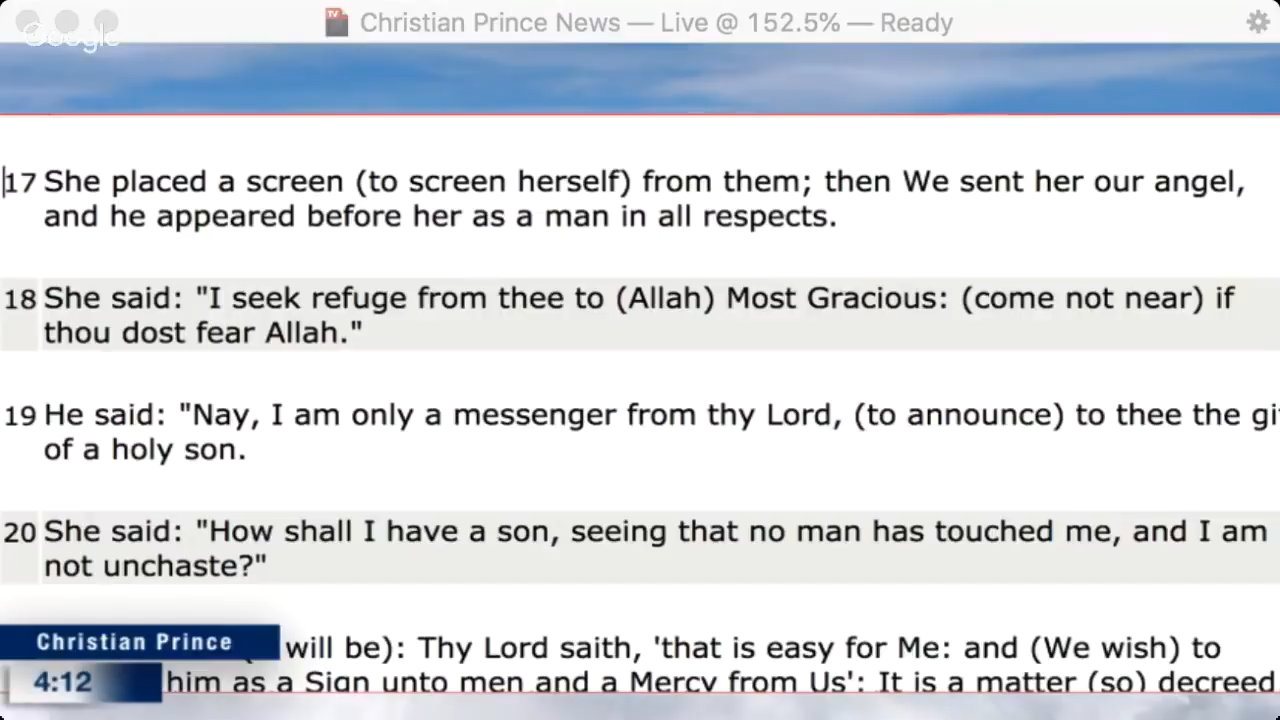 Christian Prince News — Live @ 152.5% — Ready
Google
17 She placed a screen (to screen herself) from them; then We sent her our angel,
and he appeared before her as a man in all respects.
18 She said: "I seek refuge from thee to (Allah) Most Gracious: (come not near) if
thou dost fear Allah."
19 He said: "Nay, I am only a messenger from thy Lord, (to announce) to thee the gi
of a holy son.
20 She said: "How shall I have a son, seeing that no man has touched me, and I am
not unchaste?"
will be): Thy Lord saith, 'that is easy for Me: and (We wish) to
him as a Sign unto men and a Mercy from Us': It is a matter (so) decreed
Christian Prince
4:12